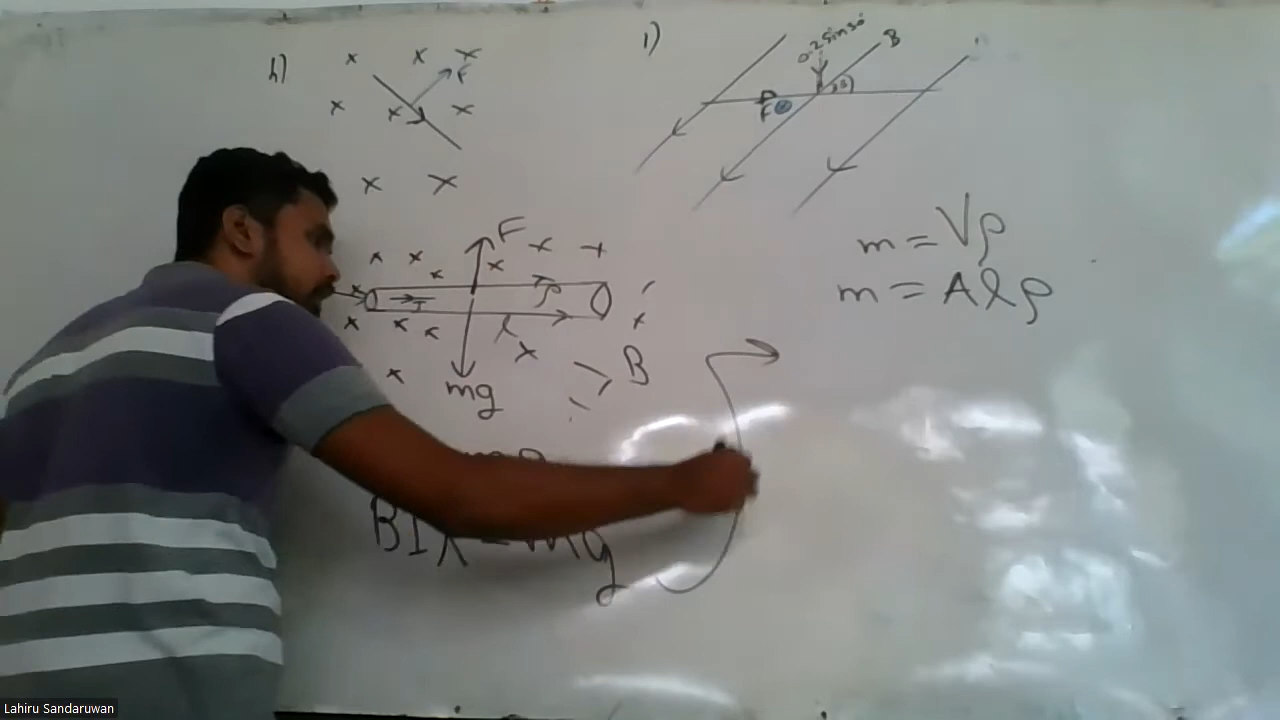 h)
x x x
F
x x x
x x
1)
0.2 sin 30
B
30
F
m = Vρ
m = Alρ
F
x x x x x x
I ρ
l
x x x x x x
B
mg
BIl = mg
Lahiru Sandaruwan